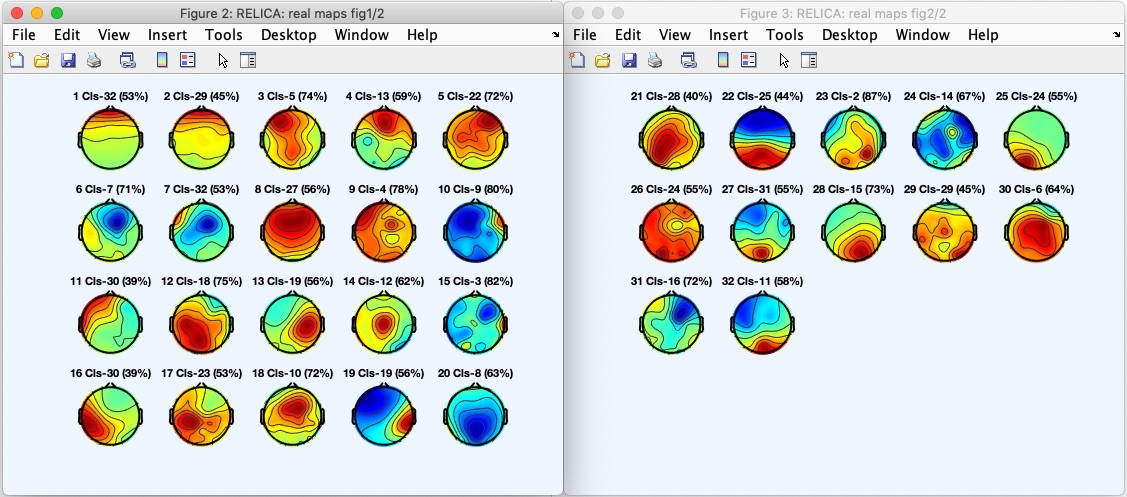 Figure 2: RELICA: real maps fig1/2
File Edit View Insert Tools Desktop Window Help
1 Cls-32 (53%) 2 Cls-29 (45%) 3 Cls-5 (74%) 4 Cls-13 (59%) 5 Cls-22 (72%)
6 Cls-7 (71%) 7 Cls-32 (53%) 8 Cls-27 (56%) 9 Cls-4 (78%) 10 Cls-9 (80%)
11 Cls-30 (39%) 12 Cls-18 (75%) 13 Cls-19 (56%) 14 Cls-12 (62%) 15 Cls-3 (82%)
16 Cls-30 (39%) 17 Cls-23 (53%) 18 Cls-10 (72%) 19 Cls-19 (56%) 20 Cls-8 (63%)
Figure 3: RELICA: real maps fig2/2
File Edit View Insert Tools Desktop Window Help
21 Cls-28 (40%) 22 Cls-25 (44%) 23 Cls-2 (87%) 24 Cls-14 (67%) 25 Cls-24 (55%)
26 Cls-24 (55%) 27 Cls-31 (55%) 28 Cls-15 (73%) 29 Cls-29 (45%) 30 Cls-6 (64%)
31 Cls-16 (72%) 32 Cls-11 (58%)